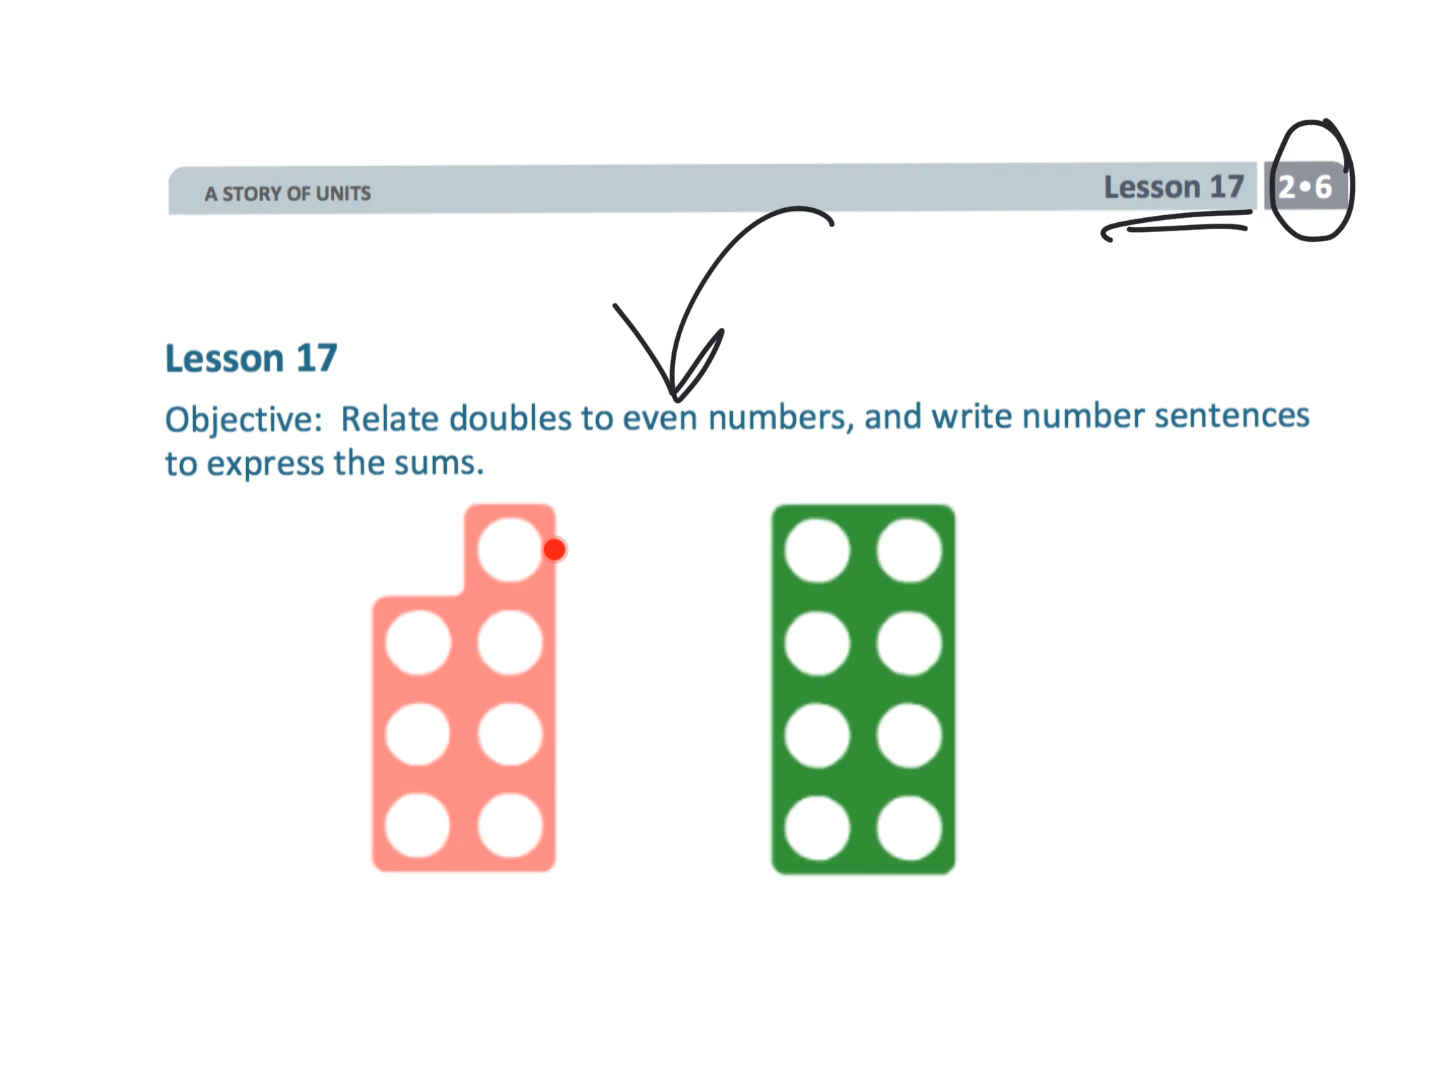 A STORY OF UNITS
Lesson 17
2•6
Lesson 17
Objective: Relate doubles to even numbers, and write number sentences
to express the sums.